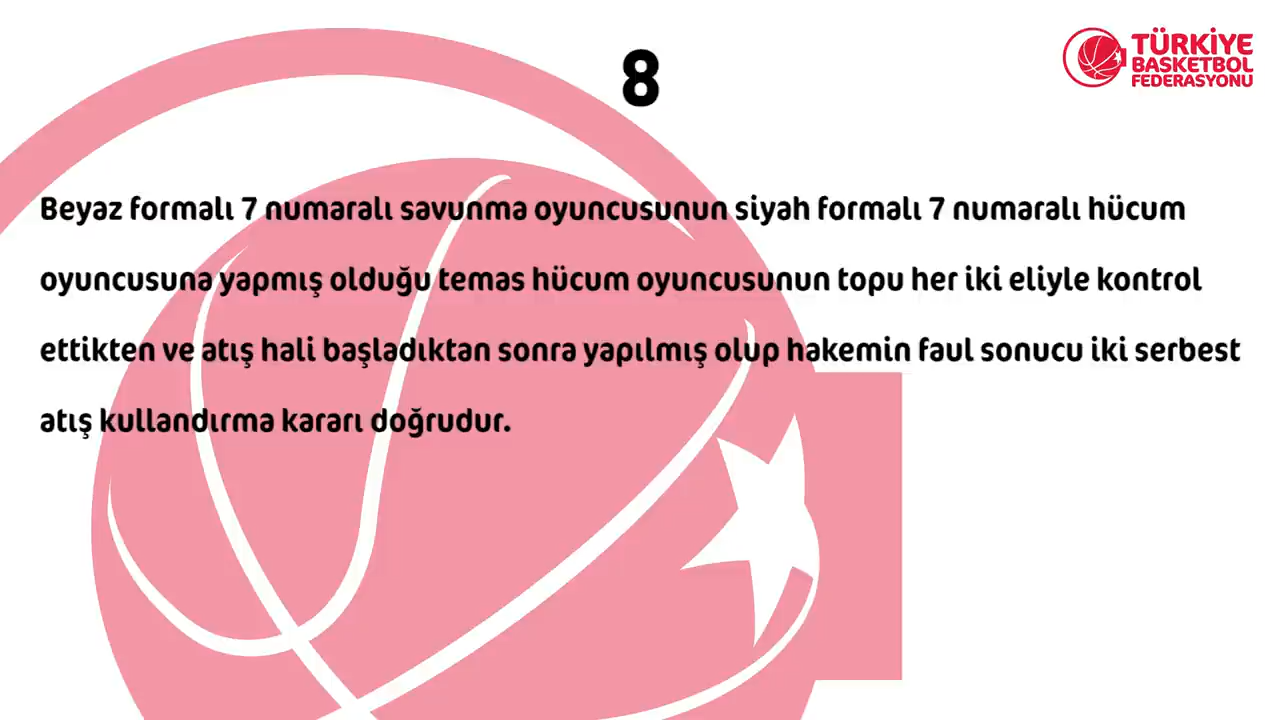 8
TÜRKİYE
BASKETBOL
FEDERASYONU
Beyaz formalı 7 numaralı savunma oyuncusunun siyah formalı 7 numaralı hücum
oyuncusuna yapmış olduğu temas hücum oyuncusunun topu her iki eliyle kontrol
ettikten ve atış hali başladıktan sonra yapılmış olup hakemin faul sonucu iki serbest
atış kullandırma kararı doğrudur.